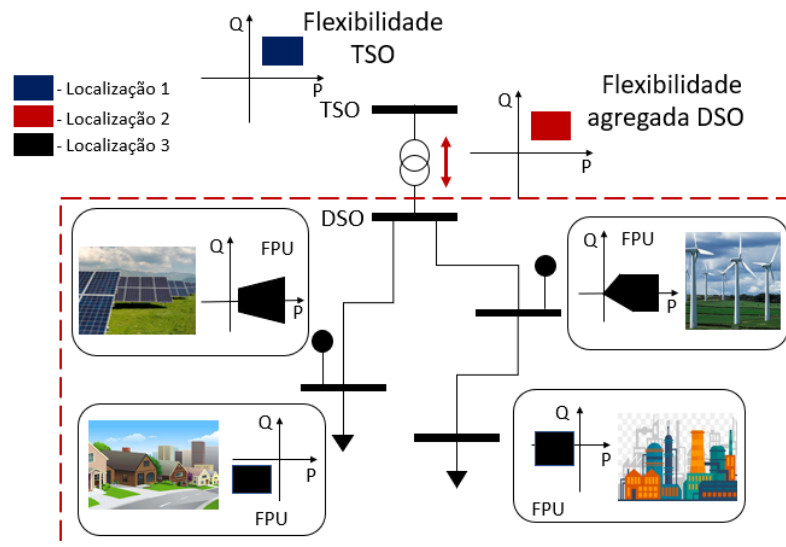 Flexibilidade
TSO
Q
P
- Localização 1
- Localização 2
- Localização 3
TSO
Flexibilidade
agregada DSO
Q
P
DSO
Q
FPU
P
Q
FPU
P
Q
P
FPU
Q
P
FPU